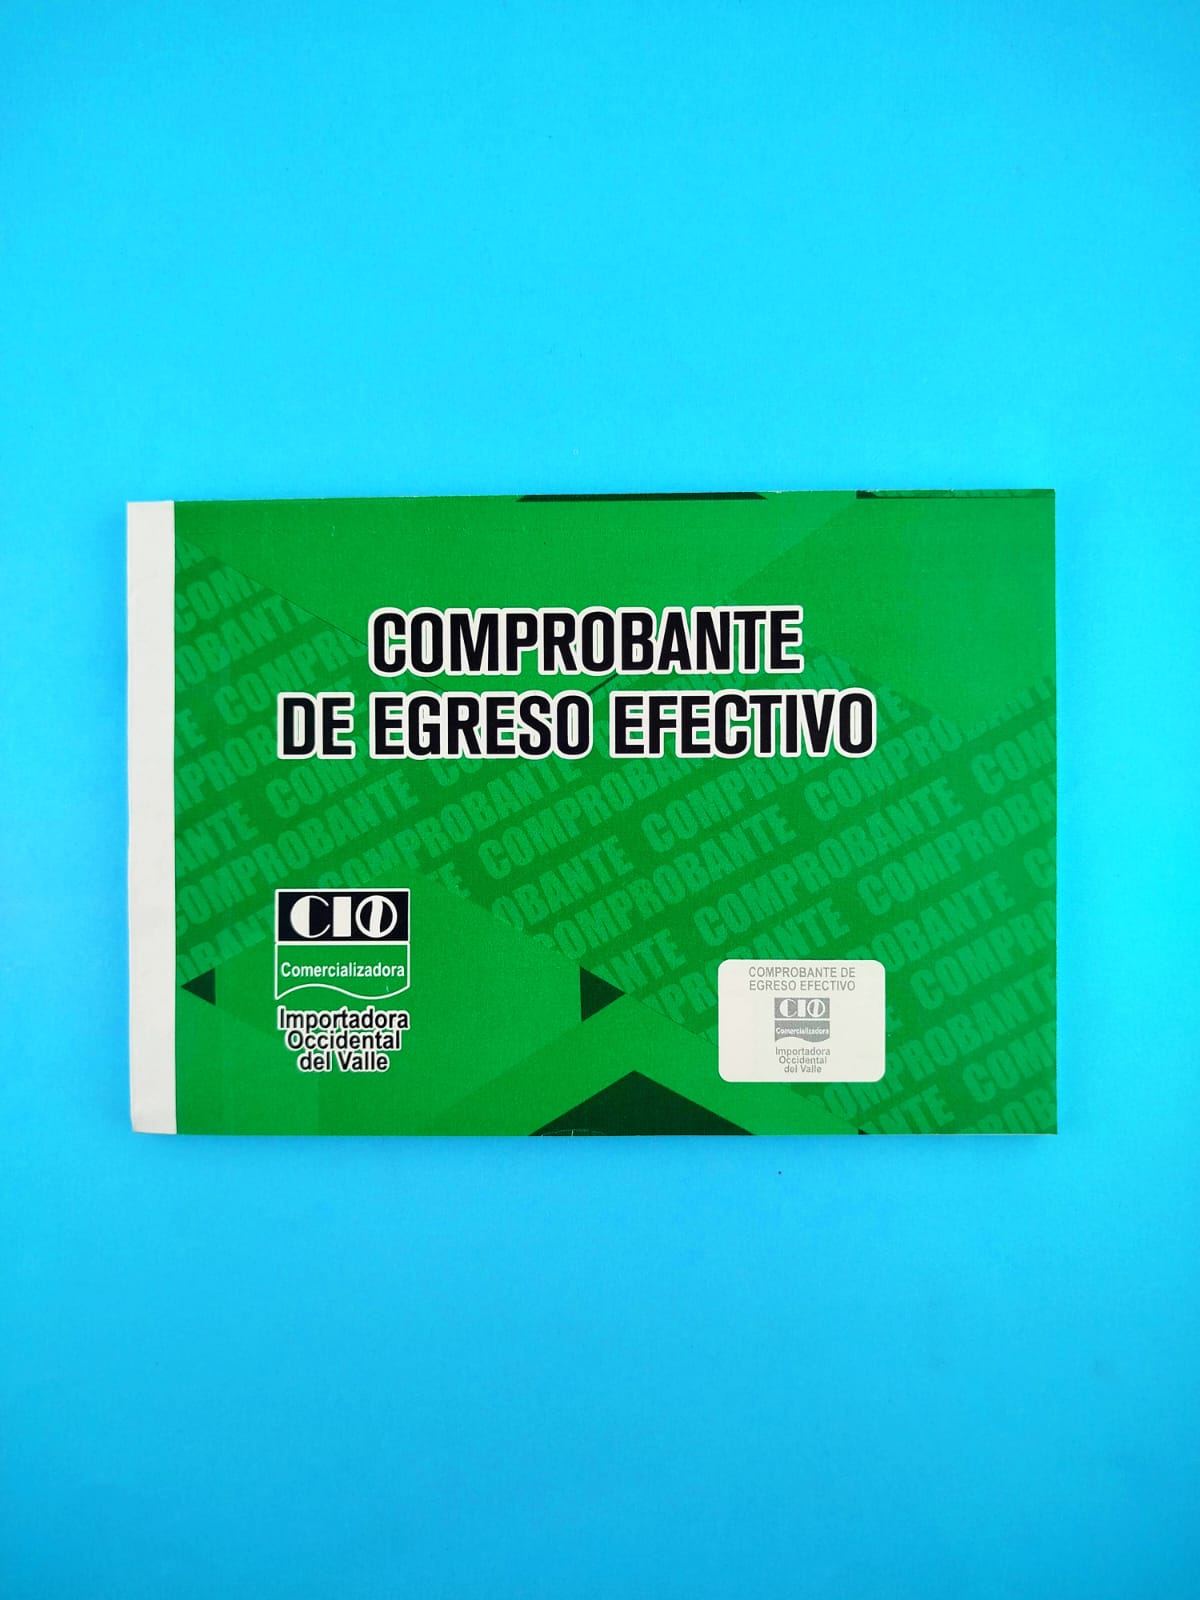 COMPROBANTE
DE EGRESO EFECTIVO
CIO
Comercializadora
Importadora
Occidental
del Valle
COMPROBANTE DE
EGRESO EFECTIVO
CIO
Comercializadora
Importadora
Occidental
del Valle